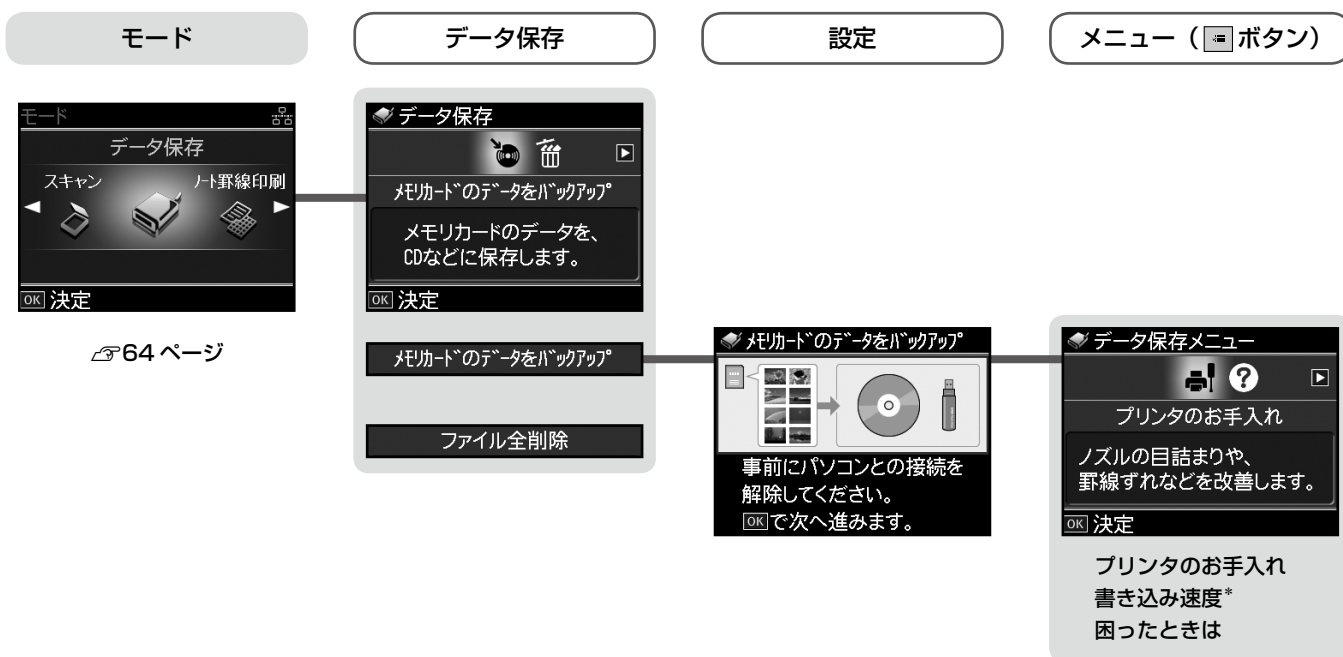 モード
データ保存
設定
メニュー（ボタン）
モード
データ保存
スキャン
ﾉｰﾄ罫線印刷
OK 決定
64 ページ
データ保存
ﾒﾓﾘｶｰﾄﾞのﾃﾞｰﾀをﾊﾞｯｸｱｯﾌﾟ
メモリカードのデータを、
CDなどに保存します。
OK 決定
ﾒﾓﾘｶｰﾄﾞのﾃﾞｰﾀをﾊﾞｯｸｱｯﾌﾟ
ファイル全削除
ﾒﾓﾘｶｰﾄﾞのﾃﾞｰﾀをﾊﾞｯｸｱｯﾌﾟ
事前にパソコンとの接続を
解除してください。
OKで次へ進みます。
データ保存メニュー
プリンタのお手入れ
ノズルの目詰まりや、
罫線ずれなどを改善します。
OK 決定
プリンタのお手入れ
書き込み速度*
困ったときは